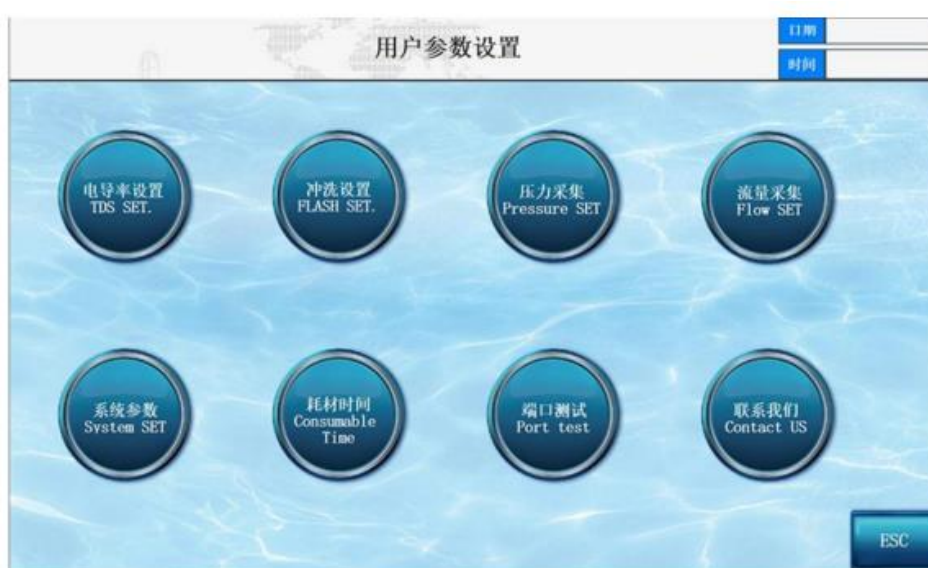 用户参数设置
日期
时间
电导率设置
TDS SET.
冲洗设置
FLASH SET.
压力采集
Pressure SET
流量采集
Flow SET
系统参数
System SET
耗材时间
Consumable
Time
端口测试
Port test
联系我们
Contact US
ESC